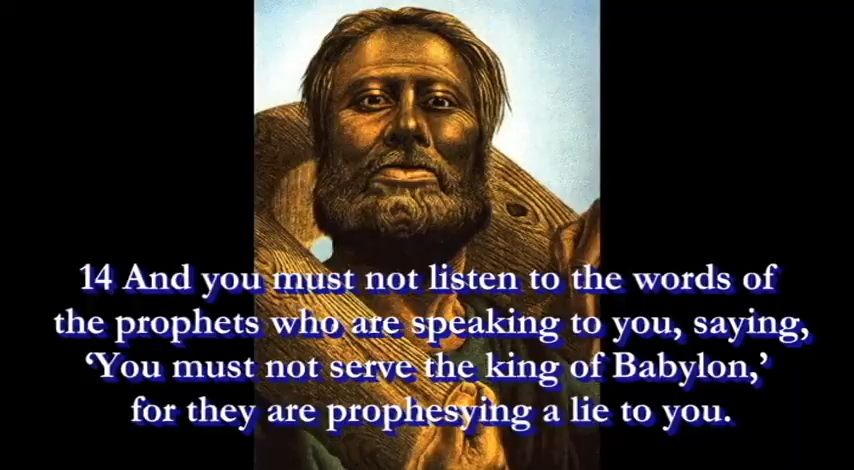 14 And you must not listen to the words of
the prophets who are speaking to you, saying,
‘You must not serve the king of Babylon,’
for they are prophesying a lie to you.